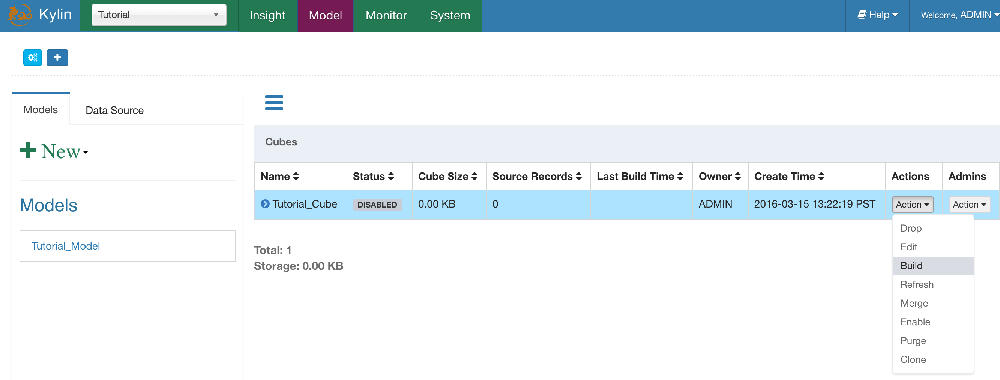 Kylin Tutorial Insight Model Monitor System Help Welcome, ADMIN
Models Data Source
New
Models
Tutorial_Model
Cubes
Name Status Cube Size Source Records Last Build Time Owner Create Time Actions Admins
Tutorial_Cube DISABLED 0.00 KB 0 ADMIN 2016-03-15 13:22:19 PST Action Action
Drop
Edit
Build
Refresh
Merge
Enable
Purge
Clone
Total: 1
Storage: 0.00 KB